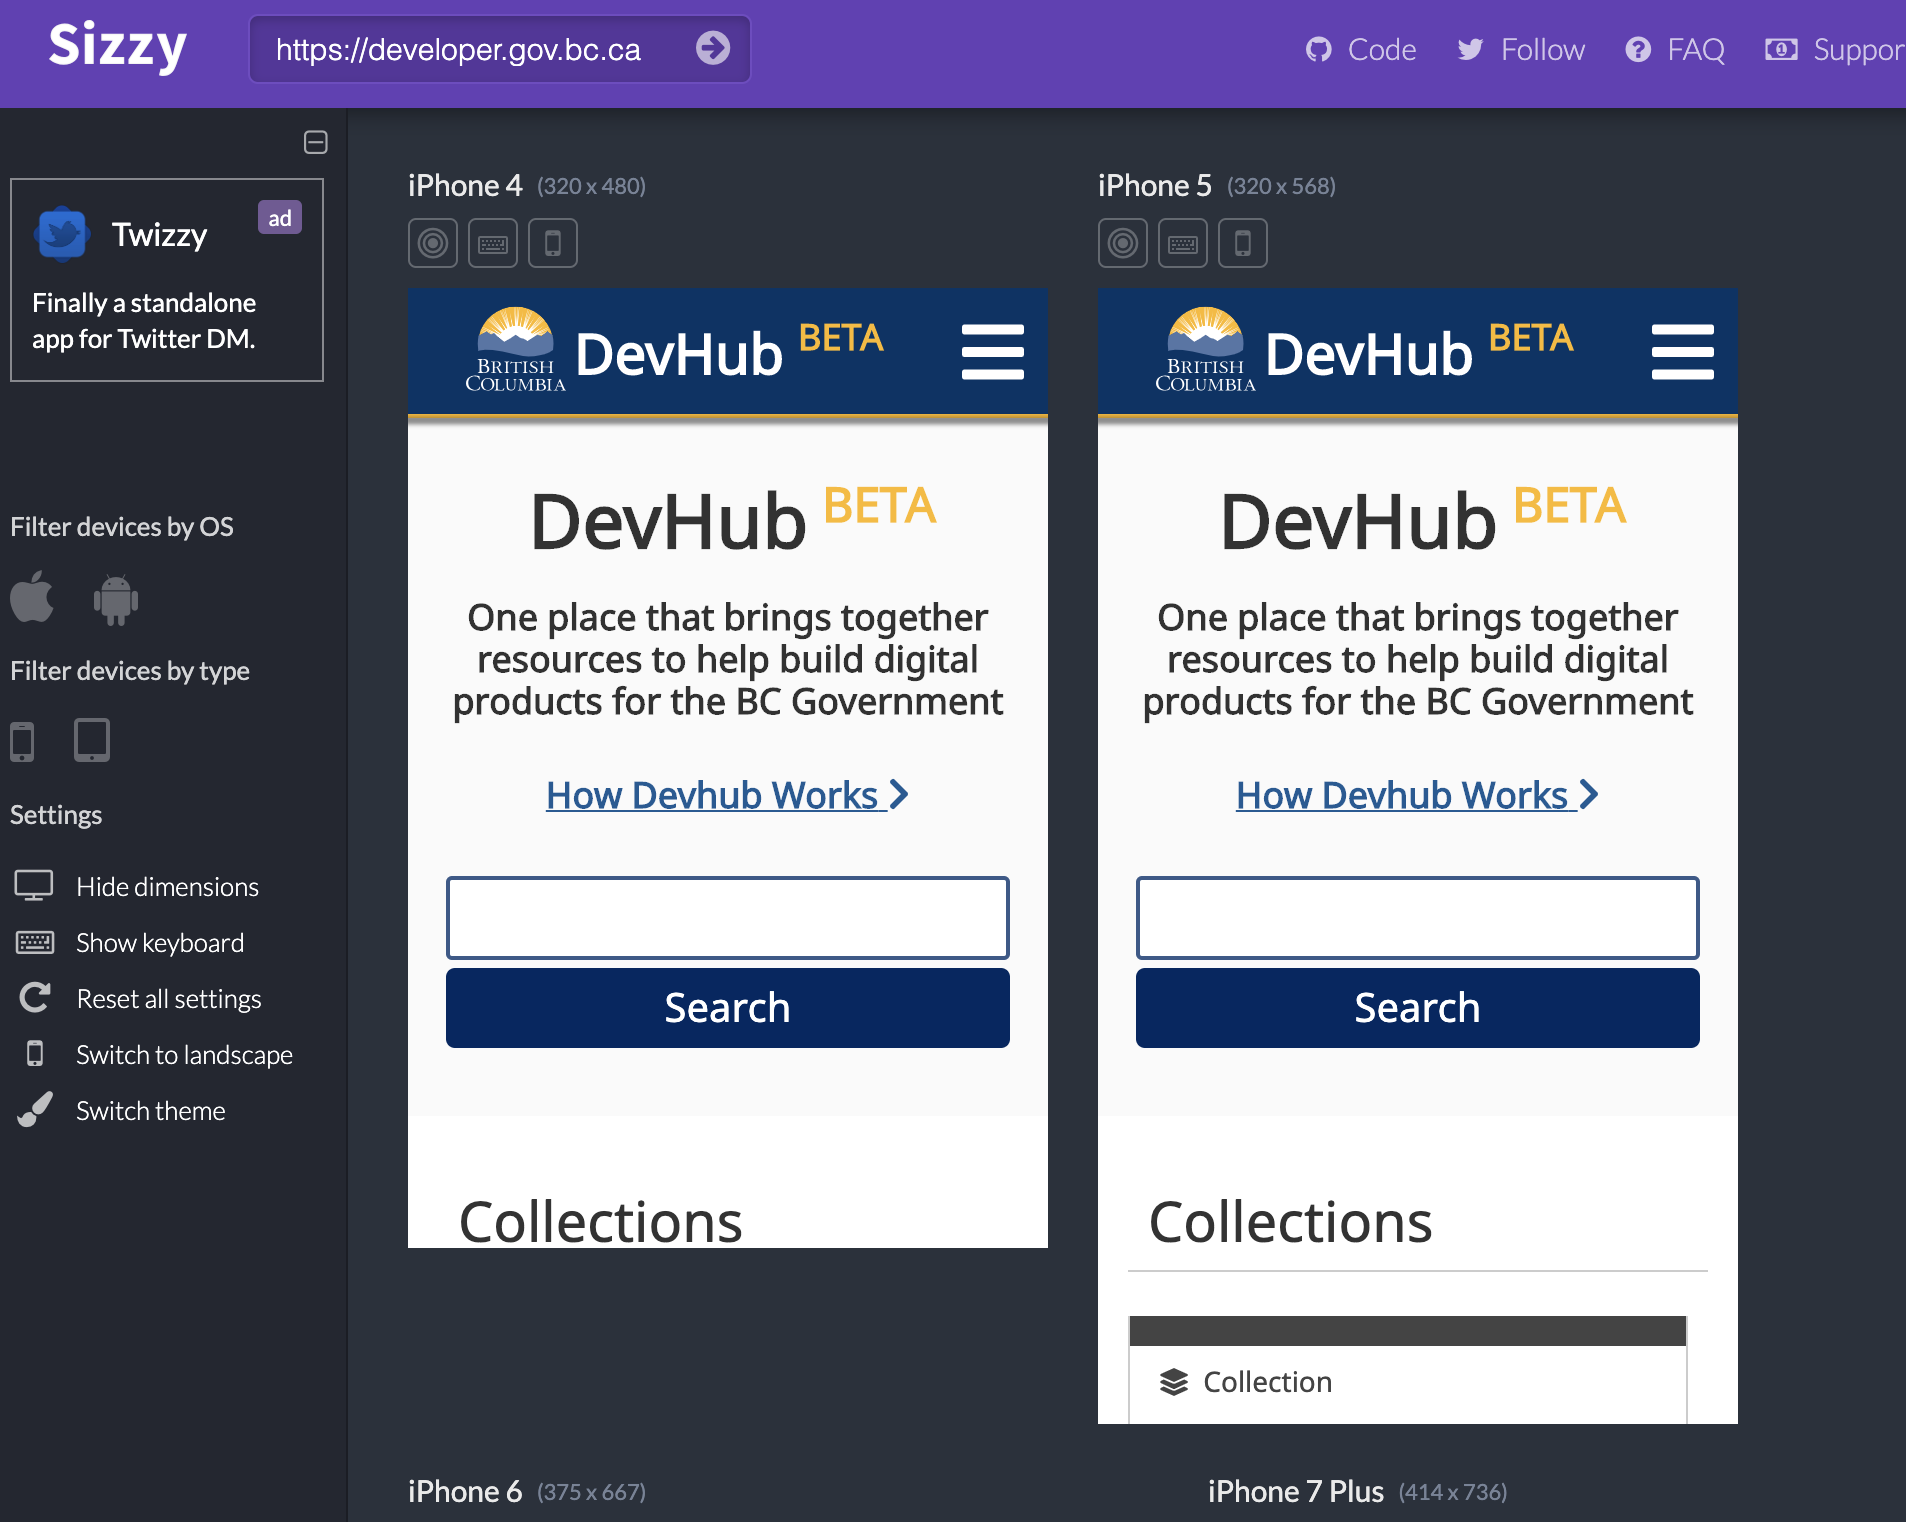 Sizzy
https://developer.gov.bc.ca
Code
Follow
FAQ
Suppor
Twizzy
ad
Finally a standalone
app for Twitter DM.
Filter devices by OS
Filter devices by type
Settings
Hide dimensions
Show keyboard
Reset all settings
Switch to landscape
Switch theme
iPhone 4 (320 x 480)
BRITISH
COLUMBIA
DevHub BETA
DevHub BETA
One place that brings together
resources to help build digital
products for the BC Government
How Devhub Works
Search
Collections
iPhone 5 (320 x 568)
BRITISH
COLUMBIA
DevHub BETA
DevHub BETA
One place that brings together
resources to help build digital
products for the BC Government
How Devhub Works
Search
Collections
Collection
iPhone 6 (375 x 667)
iPhone 7 Plus (414 x 736)